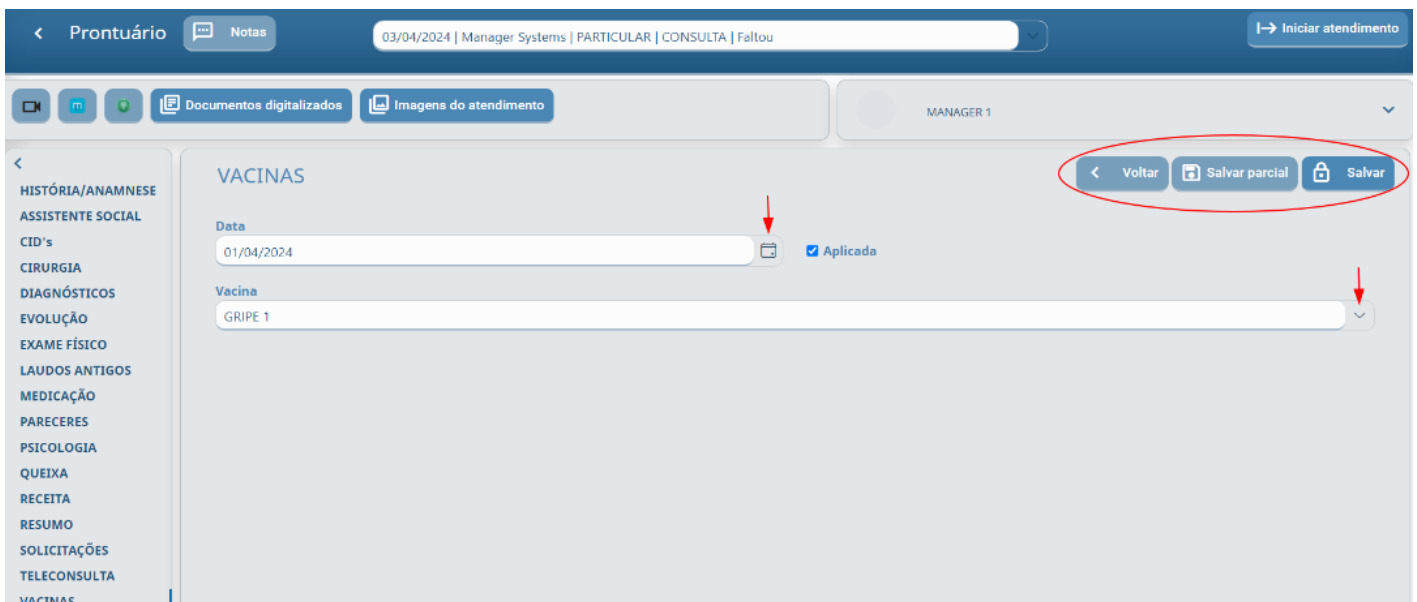 Prontuário
Notas
03/04/2024 | Manager Systems | PARTICULAR | CONSULTA | Faltou
Iniciar atendimento
m
Documentos digitalizados
Imagens do atendimento
MANAGER 1
HISTÓRIA/ANAMNESE
ASSISTENTE SOCIAL
CID's
CIRURGIA
DIAGNÓSTICOS
EVOLUÇÃO
EXAME FÍSICO
LAUDOS ANTIGOS
MEDICAÇÃO
PARECERES
PSICOLOGIA
QUEIXA
RECEITA
RESUMO
SOLICITAÇÕES
TELECONSULTA
VACINAS
VACINAS
Voltar
Salvar parcial
Salvar
Data
01/04/2024
Aplicada
Vacina
GRIPE 1